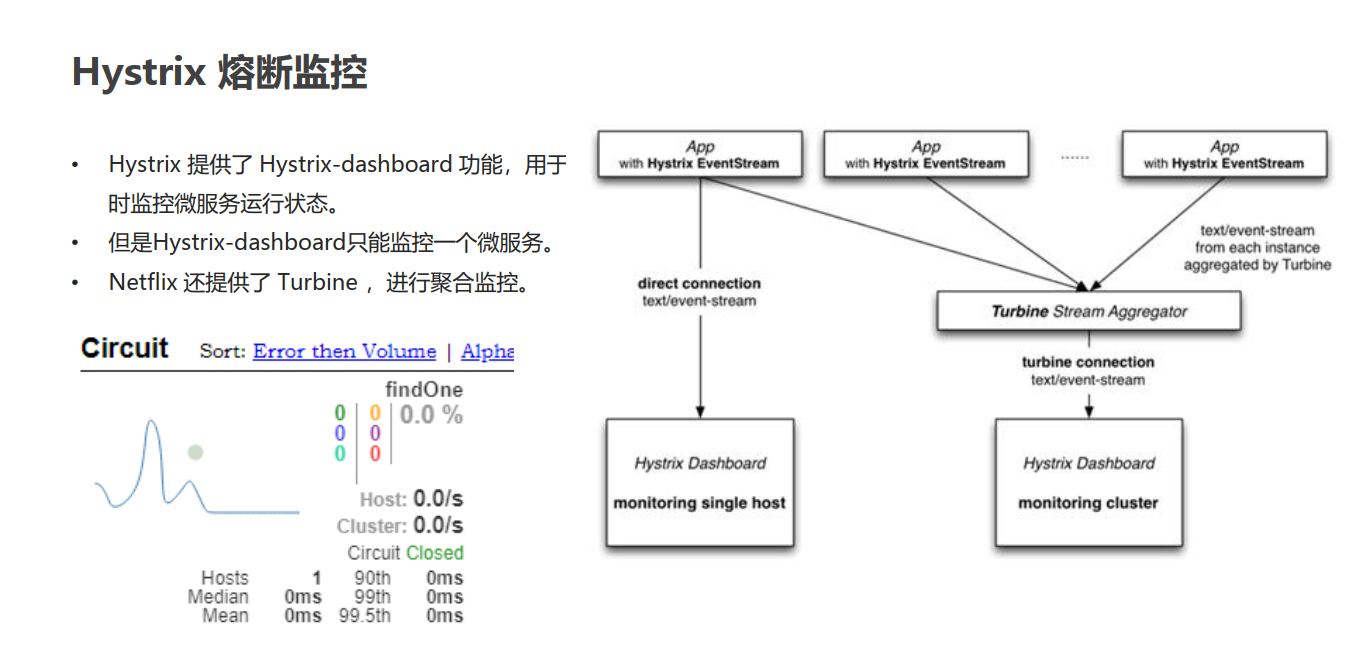 Hystrix 熔断监控
• Hystrix 提供了 Hystrix-dashboard 功能，用于
时监控微服务运行状态。
• 但是Hystrix-dashboard只能监控一个微服务。
• Netflix 还提供了 Turbine ，进行聚合监控。
Circuit Sort: Error then Volume | Alpha
findOne
0 0 0.0 %
0 0
0 0
Host: 0.0/s
Cluster: 0.0/s
Circuit Closed
Hosts 1 90th 0ms
Median 0ms 99th 0ms
Mean 0ms 99.5th 0ms
App
with Hystrix EventStream
App
with Hystrix EventStream
......
App
with Hystrix EventStream
text/event-stream
from each instance
aggregated by Turbine
direct connection
text/event-stream
Turbine Stream Aggregator
turbine connection
text/event-stream
Hystrix Dashboard
monitoring single host
Hystrix Dashboard
monitoring cluster